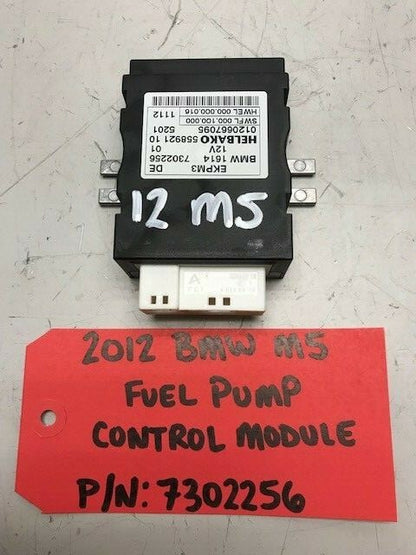 EKPM3 DE
BMW 1614 7302256
12V 01
HELBAKO 558921 10
0120667095 5201
SWFL 000.100.000
HWEL 000.000.016 1112
12 M5
A
2012 BMW M5
FUEL PUMP
CONTROL MODULE
P/N: 7302256